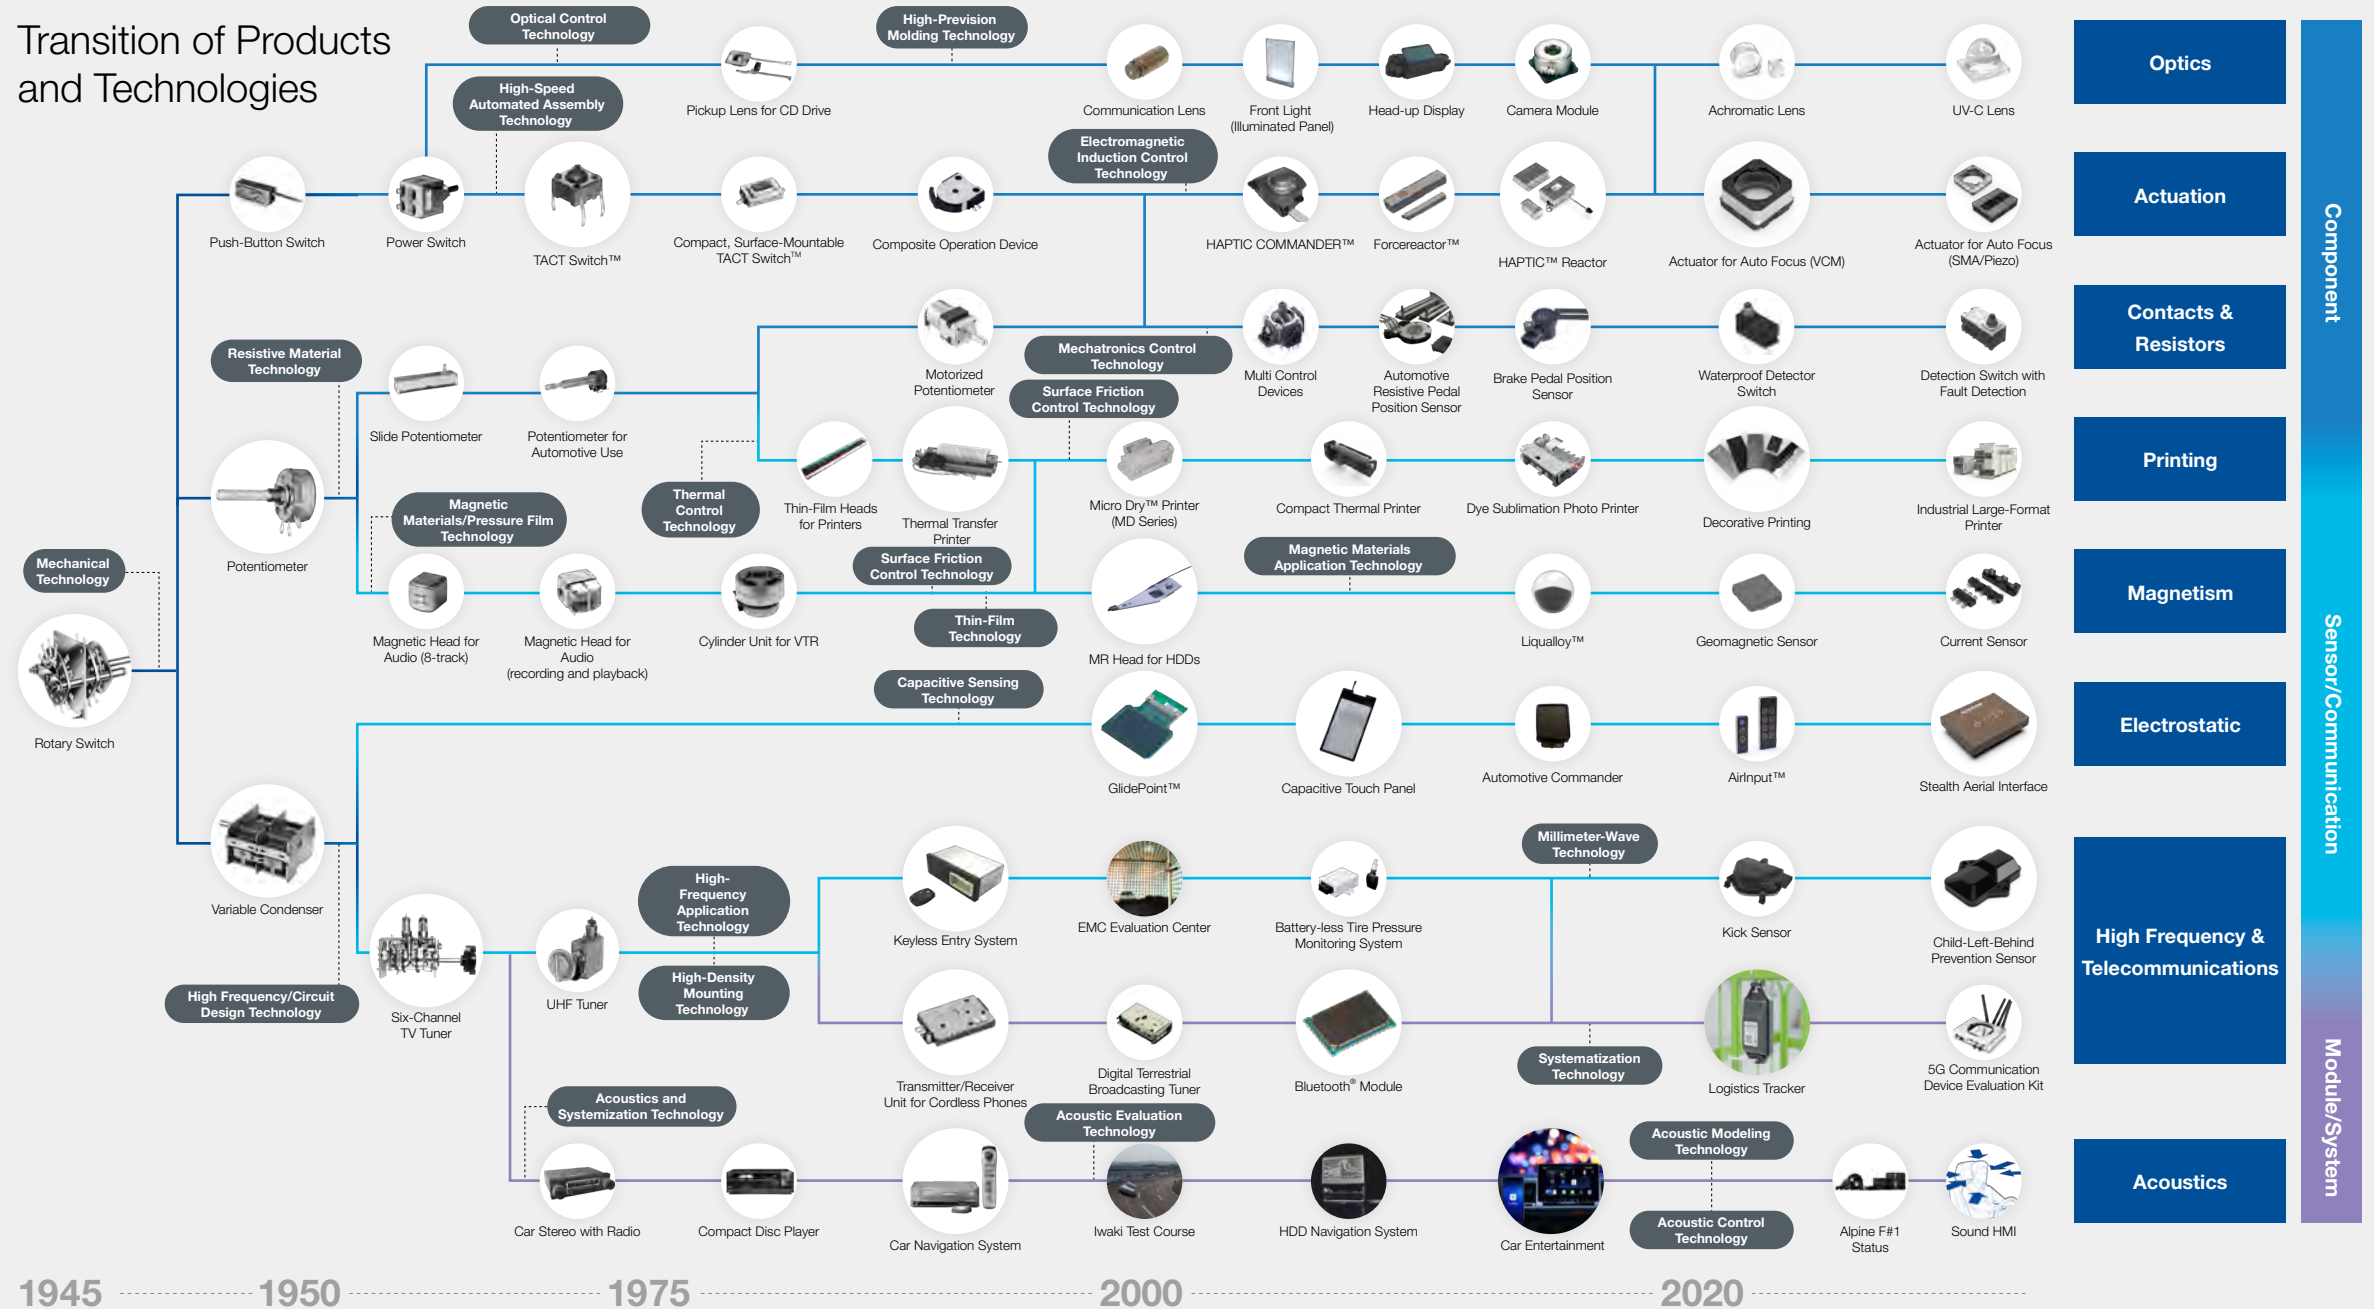 Transition of Products
and Technologies
Optical Control
Technology
High-Prevision
Molding Technology
High-Speed
Automated Assembly
Technology
Pickup Lens for CD Drive
Communication Lens
Front Light
(Illuminated Panel)
Head-up Display
Camera Module
Achromatic Lens
UV-C Lens
Optics
Electromagnetic
Induction Control
Technology
Push-Button Switch
Power Switch
TACT Switch™
Compact, Surface-Mountable
TACT Switch™
Composite Operation Device
HAPTIC COMMANDER™
Forcereactor™
HAPTIC™ Reactor
Actuator for Auto Focus (VCM)
Actuator for Auto Focus
(SMA/Piezo)
Actuation
Resistive Material
Technology
Slide Potentiometer
Potentiometer for
Automotive Use
Motorized
Potentiometer
Mechatronics Control
Technology
Surface Friction
Control Technology
Multi Control
Devices
Automotive
Resistive Pedal
Position Sensor
Brake Pedal Position
Sensor
Waterproof Detector
Switch
Detection Switch with
Fault Detection
Contacts &
Resistors
Potentiometer
Thermal
Control
Technology
Thin-Film Heads
for Printers
Thermal Transfer
Printer
Micro Dry™ Printer
(MD Series)
Compact Thermal Printer
Dye Sublimation Photo Printer
Decorative Printing
Industrial Large-Format
Printer
Printing
Mechanical
Technology
Magnetic
Materials/Pressure Film
Technology
Surface Friction
Control Technology
Thin-Film
Technology
Magnetic Materials
Application Technology
Magnetic Head for
Audio (8-track)
Magnetic Head for
Audio
(recording and playback)
Cylinder Unit for VTR
MR Head for HDDs
Liqualloy™
Geomagnetic Sensor
Current Sensor
Magnetism
Rotary Switch
Capacitive Sensing
Technology
GlidePoint™
Capacitive Touch Panel
Automotive Commander
AirInput™
Stealth Aerial Interface
Electrostatic
Variable Condenser
High Frequency/Circuit
Design Technology
Six-Channel
TV Tuner
UHF Tuner
High-
Frequency
Application
Technology
High-Density
Mounting
Technology
Keyless Entry System
EMC Evaluation Center
Battery-less Tire Pressure
Monitoring System
Millimeter-Wave
Technology
Kick Sensor
Child-Left-Behind
Prevention Sensor
High Frequency &
Telecommunications
Transmitter/Receiver
Unit for Cordless Phones
Digital Terrestrial
Broadcasting Tuner
Bluetooth® Module
Systematization
Technology
Logistics Tracker
5G Communication
Device Evaluation Kit
Acoustics and
Systemization Technology
Acoustic Evaluation
Technology
Acoustic Modeling
Technology
Acoustic Control
Technology
Car Stereo with Radio
Compact Disc Player
Car Navigation System
Iwaki Test Course
HDD Navigation System
Car Entertainment
Alpine F#1
Status
Sound HMI
Acoustics
Component
Sensor/Communication
Module/System
1945
1950
1975
2000
2020